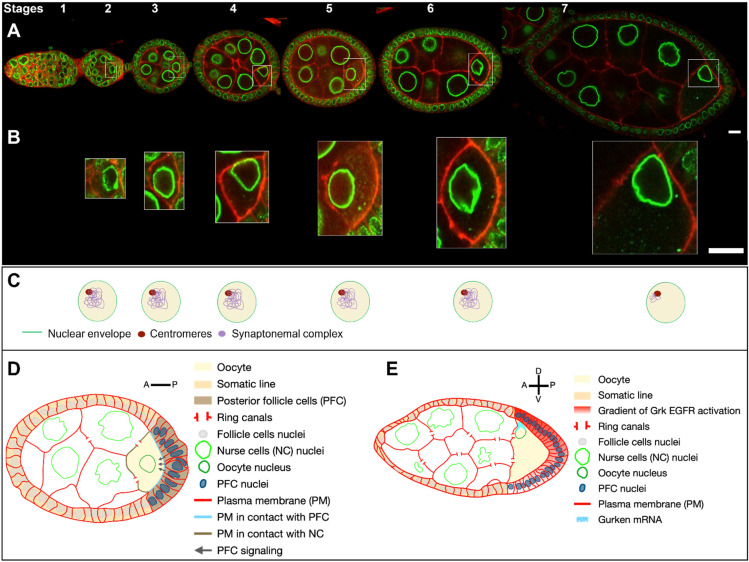 Stages 1 2 3 4 5 6 7
A
B
C
Nuclear envelope Centromeres Synaptonemal complex
D
A P
Oocyte
Somatic line
Posterior follicle cells (PFC)
Ring canals
Follicle cells nuclei
Nurse cells (NC) nuclei
Oocyte nucleus
PFC nuclei
Plasma membrane (PM)
PM in contact with PFC
PM in contact with NC
PFC signaling
E
D
A P
V
Oocyte
Somatic line
Gradient of Grk EGFR activation
Ring canals
Follicle cells nuclei
Nurse cells (NC) nuclei
Oocyte nucleus
PFC nuclei
Plasma membrane (PM)
Gurken mRNA